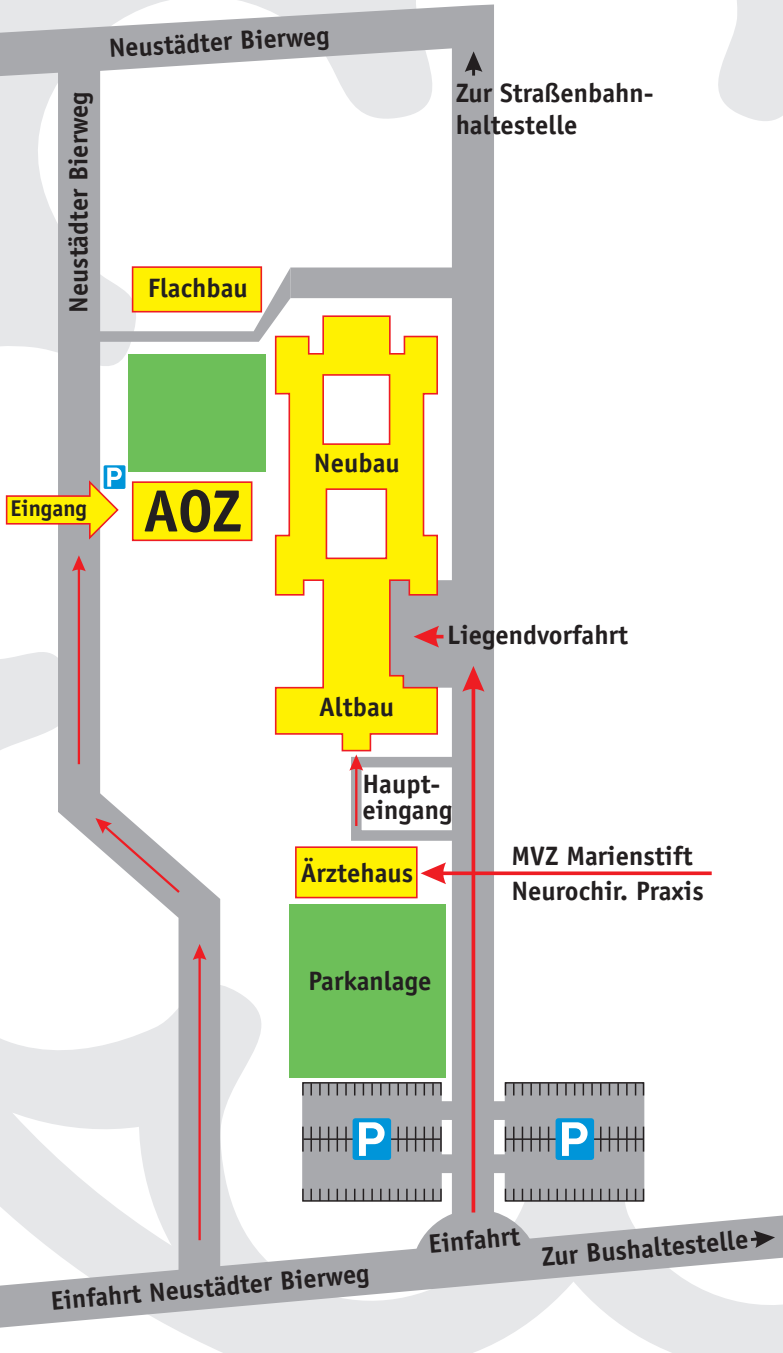 Neustädter Bierweg
Zur Straßenbahn-
haltestelle
Neustädter Bierweg
Flachbau
Neubau
P
Eingang
AOZ
Liegendvorfahrt
Altbau
Haupt-
eingang
Ärztehaus
MVZ Marienstift
Neurochir. Praxis
Parkanlage
P
P
Einfahrt
Zur Bushaltestelle
Einfahrt Neustädter Bierweg